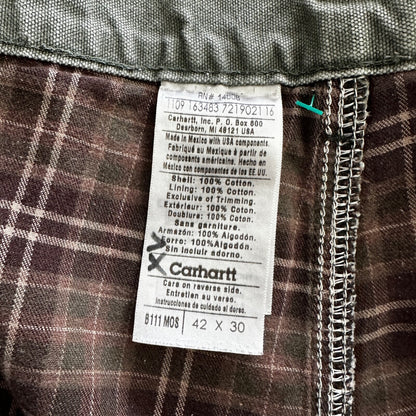 RN# 14806
1109 163483 721902116
Carhartt, Inc. P.O. Box 600
Dearborn, MI 48121 USA
Made in Mexico with USA components
Fabriqué au Mexique à partir de
composants américains. Hecho en
México con componentes de los EE.UU.
Shell: 100% Cotton.
Lining: 100% Cotton.
Exclusive of Trimming.
Extérieur: 100% Coton.
Doublure: 100% Coton.
Sans garniture.
Armazón: 100% Algodón.
Forro: 100%Algodón.
Sin incluir adorno.
Carhartt
Care on reverse side.
Entretien au verso.
Instrucciones de cuidado al dorso.
B111 MOS 42 X 30